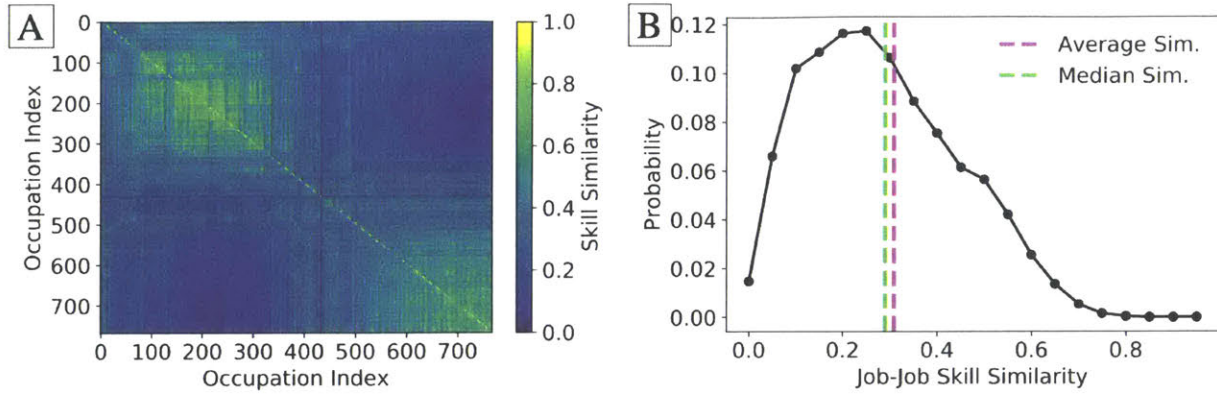 A
0
100
200
300
400
500
600
700
Occupation Index
0 100 200 300 400 500 600 700
Occupation Index
1.0
0.8
0.6
0.4
0.2
0.0
Skill Similarity
B
0.12
0.10
0.08
0.06
0.04
0.02
0.00
Probability
Average Sim.
Median Sim.
0.0 0.2 0.4 0.6 0.8
Job-Job Skill Similarity